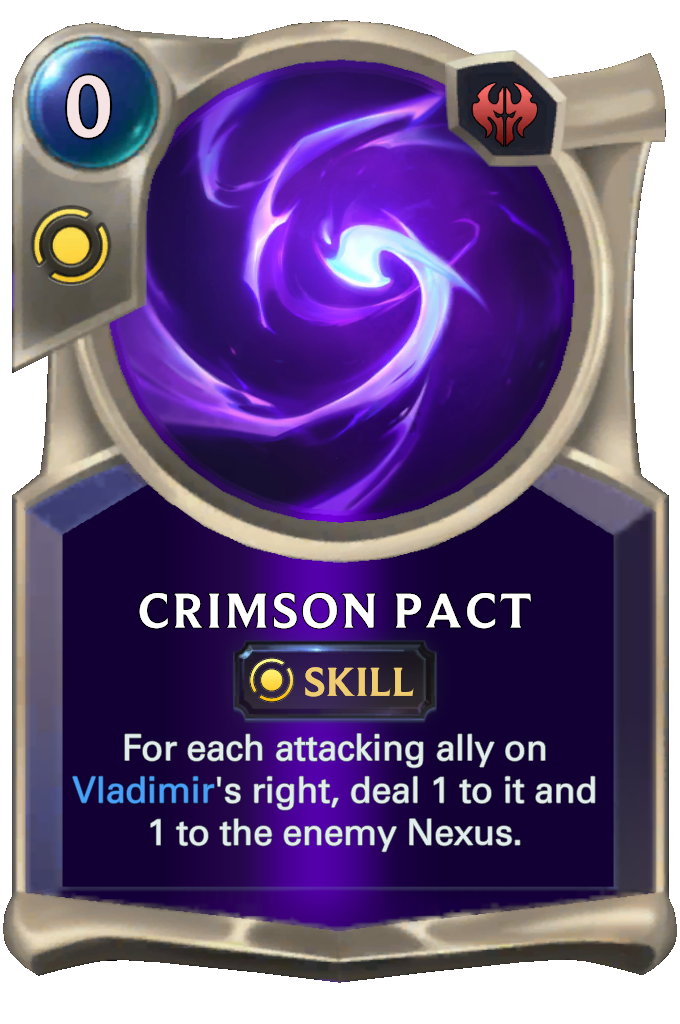 0
CRIMSON PACT
SKILL
For each attacking ally on
Vladimir's right, deal 1 to it and
1 to the enemy Nexus.